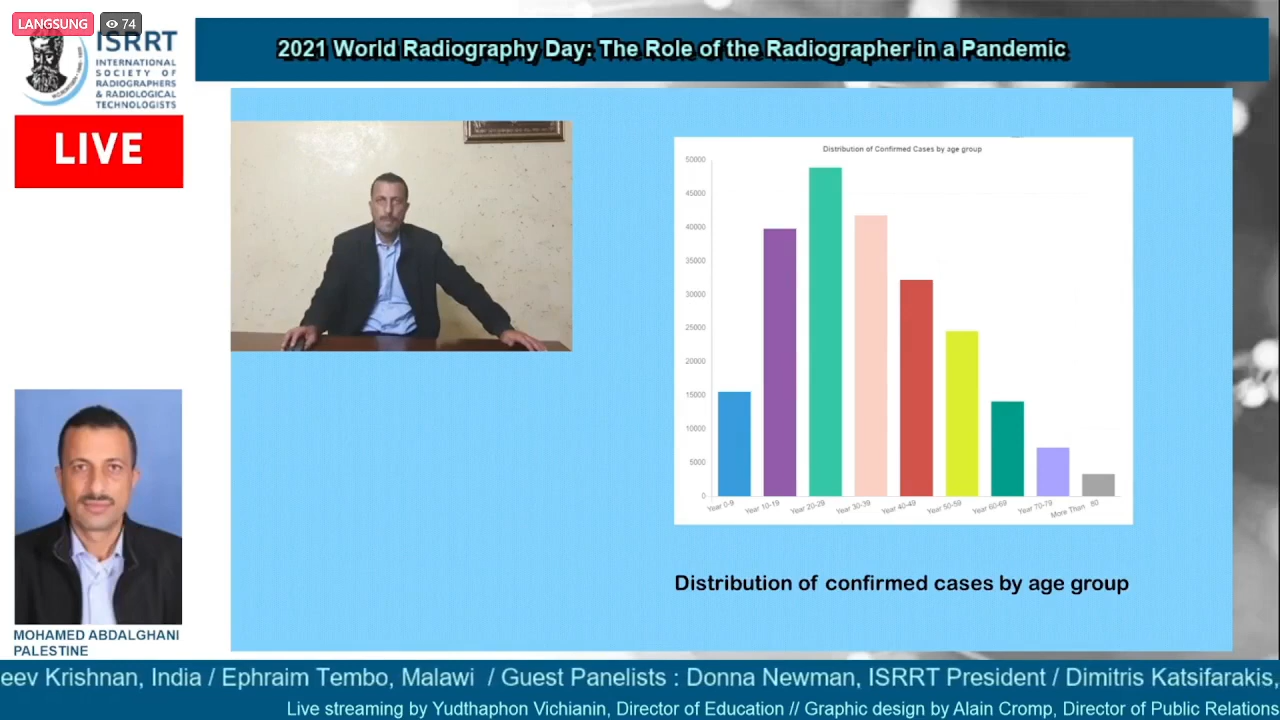 LANGSUNG 74
ISRRT
INTERNATIONAL
SOCIETY OF
RADIOGRAPHERS
& RADIOLOGICAL
TECHNOLOGISTS
2021 World Radiography Day: The Role of the Radiographer in a Pandemic
LIVE
Distribution of Confirmed Cases by age group
50000
45000
40000
35000
30000
25000
20000
15000
10000
5000
0
Year 0-9 Year 10-19 Year 20-29 Year 30-39 Year 40-49 Year 50-59 Year 60-69 Year 70-79 More Than 80
Distribution of confirmed cases by age group
MOHAMED ABDALGHANI
PALESTINE
eev Krishnan, India / Ephraim Tembo, Malawi / Guest Panelists : Donna Newman, ISRRT President / Dimitris Katsifarakis,
Live streaming by Yudthaphon Vichianin, Director of Education // Graphic design by Alain Cromp, Director of Public Relations